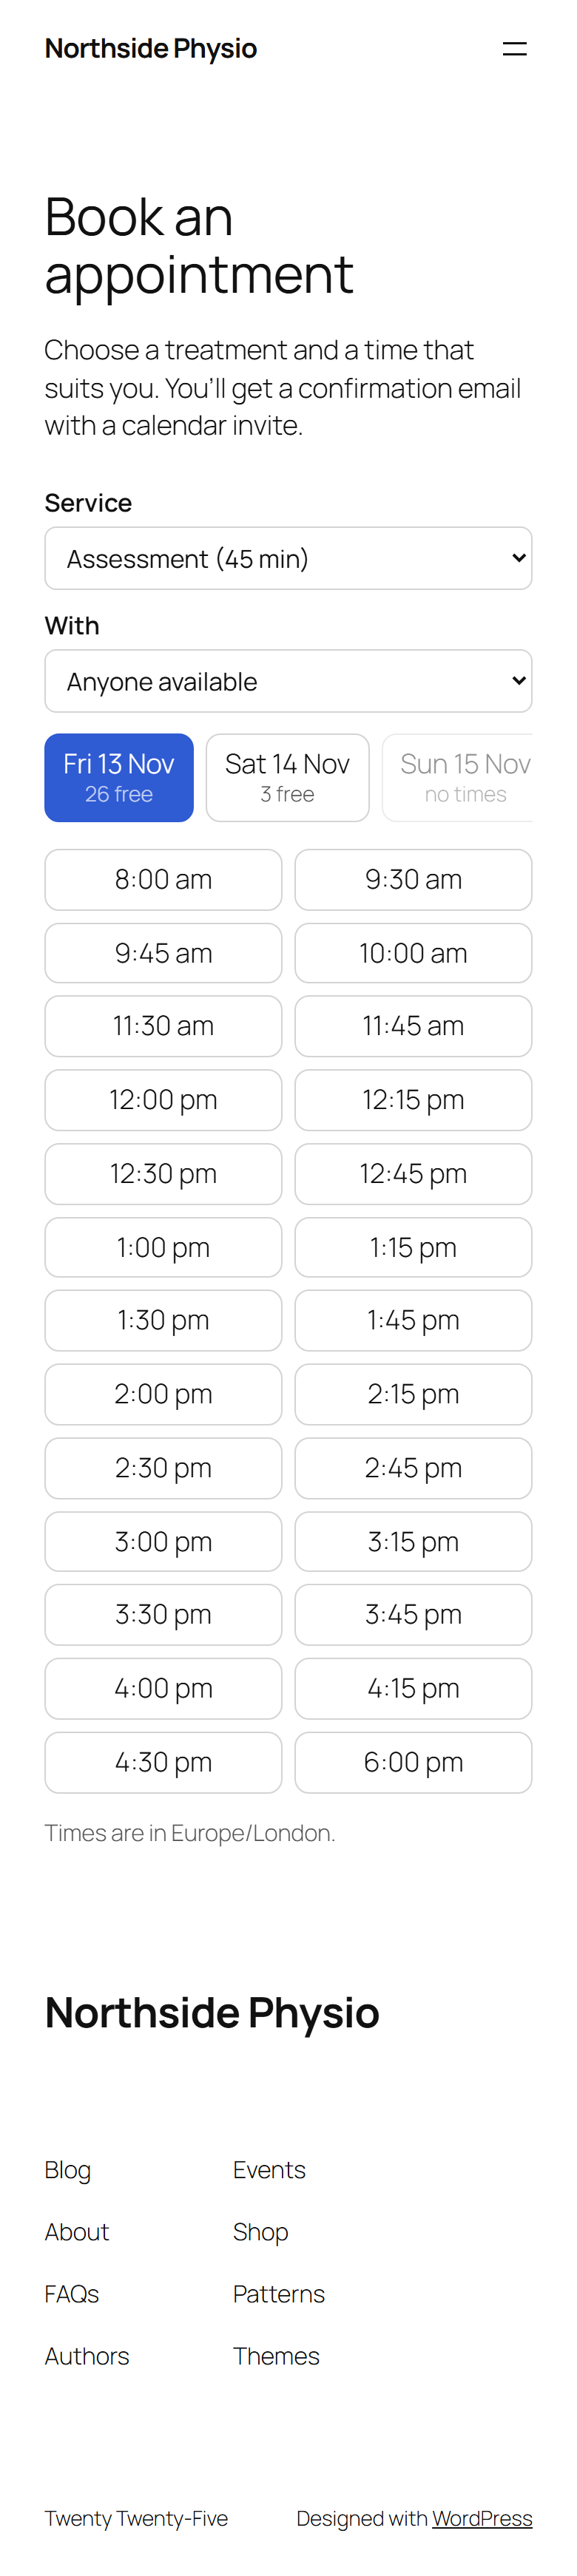 Northside Physio
Book an
appointment
Choose a treatment and a time that
suits you. You’ll get a confirmation email
with a calendar invite.
Service
Assessment (45 min)
With
Anyone available
Fri 13 Nov
26 free
Sat 14 Nov
3 free
Sun 15 Nov
no times
8:00 am
9:30 am
9:45 am
10:00 am
11:30 am
11:45 am
12:00 pm
12:15 pm
12:30 pm
12:45 pm
1:00 pm
1:15 pm
1:30 pm
1:45 pm
2:00 pm
2:15 pm
2:30 pm
2:45 pm
3:00 pm
3:15 pm
3:30 pm
3:45 pm
4:00 pm
4:15 pm
4:30 pm
6:00 pm
Times are in Europe/London.
Northside Physio
Blog
About
FAQs
Authors
Events
Shop
Patterns
Themes
Twenty Twenty-Five
Designed with WordPress